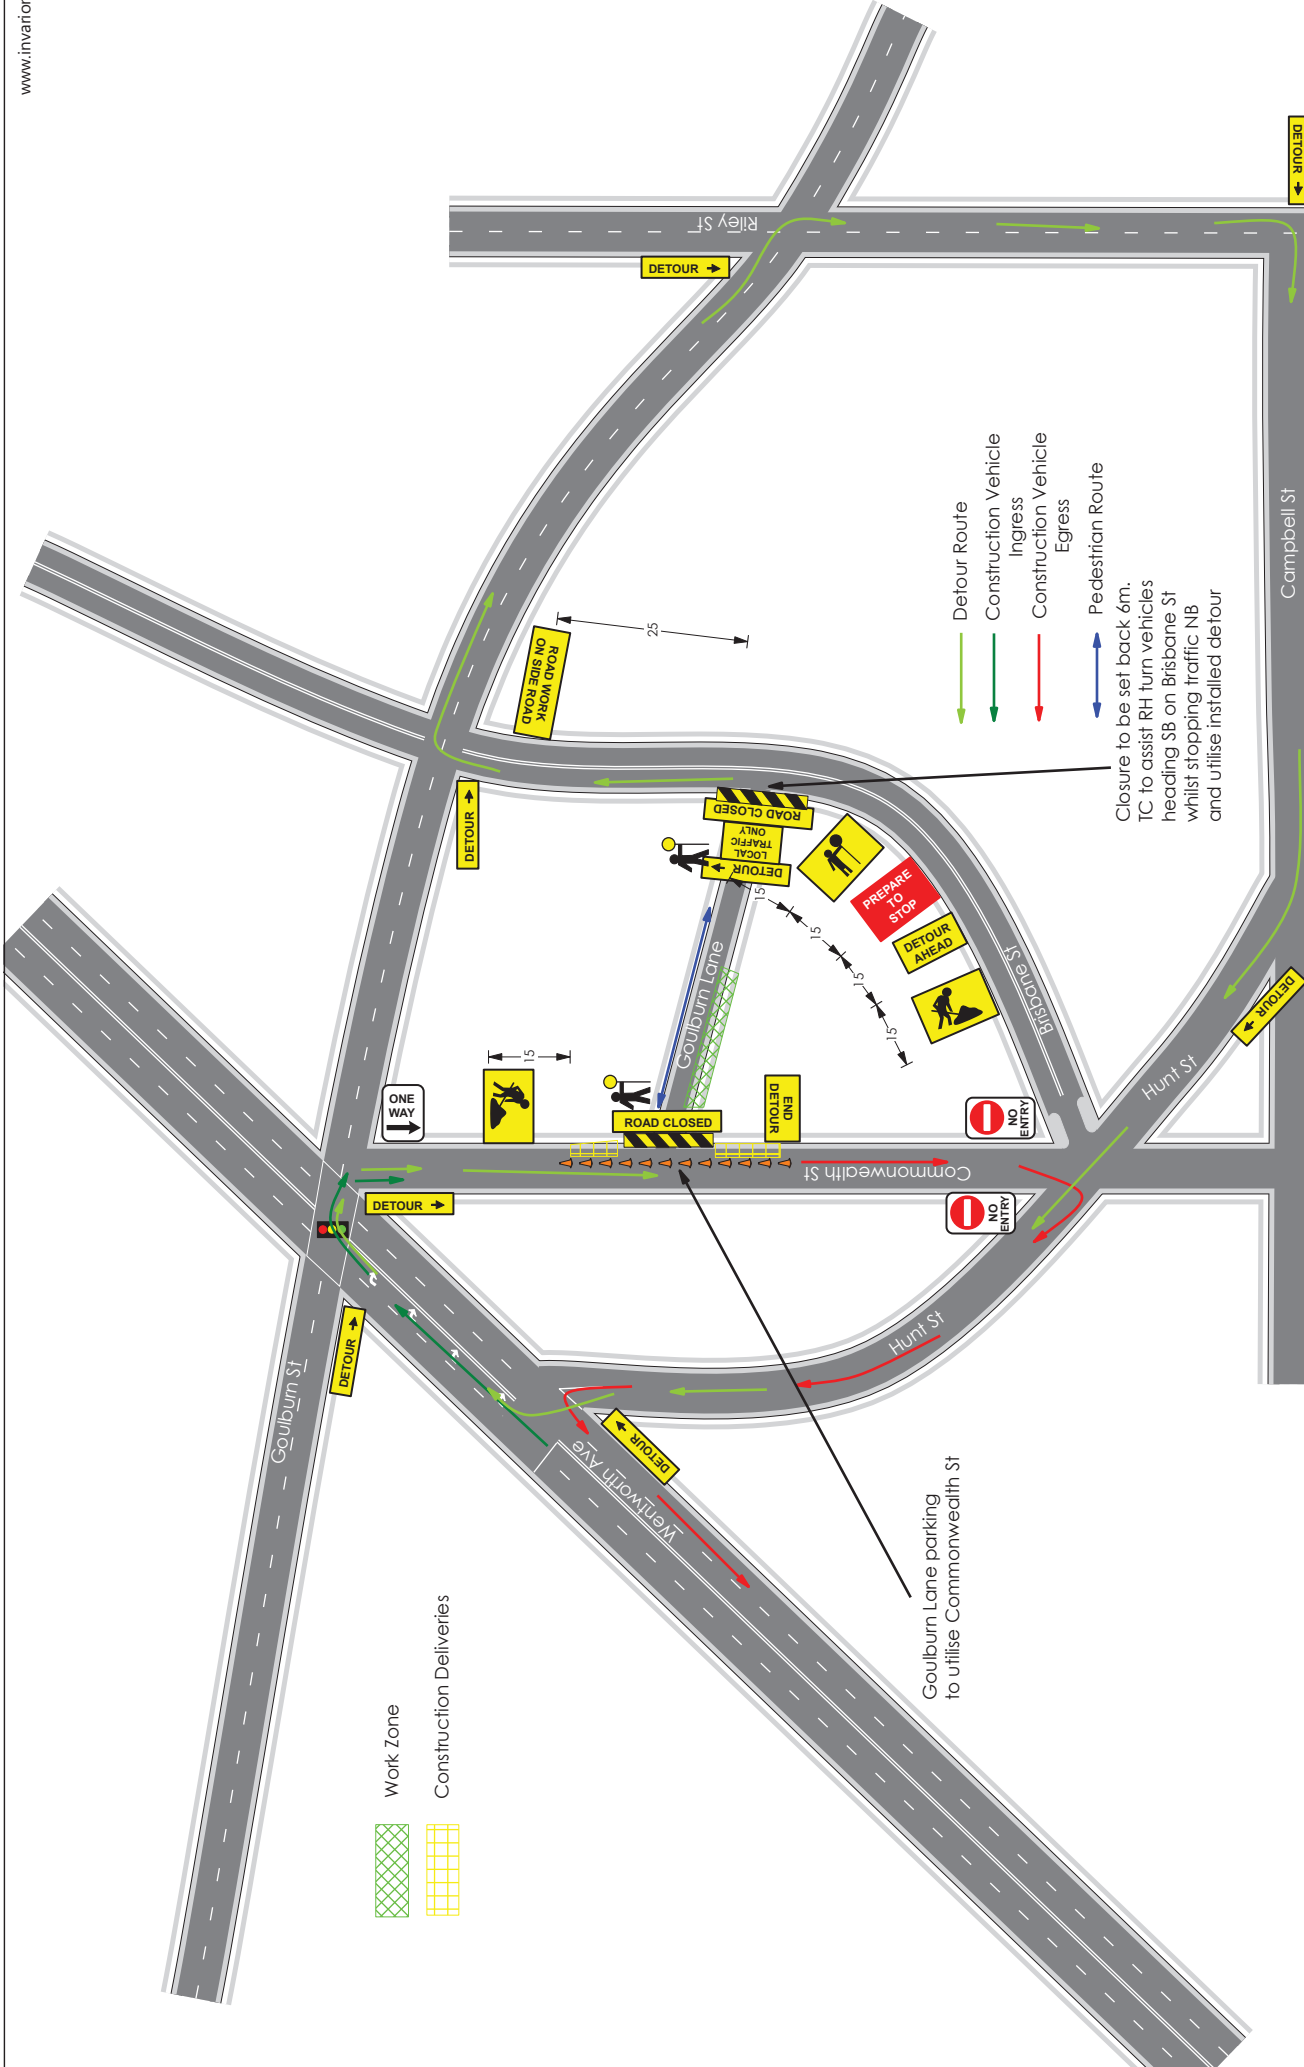 www.invarion
Riley St
DETOUR
DETOUR
ROAD WORK
ON SIDE ROAD
25
Detour Route
Construction Vehicle
Ingress
Construction Vehicle
Egress
Pedestrian Route
Closure to be set back 6m.
TC to assist RH turn vehicles
heading SB on Brisbane St
whilst stopping traffic NB
and utilise installed detour
Campbell St
DETOUR
ROAD CLOSED
LOCAL
TRAFFIC
ONLY
DETOUR
PREPARE
TO
STOP
DETOUR
AHEAD
15
15
15
15
Brisbane St
Goulburn Lane
Hunt St
DETOUR
ONE
WAY
15
ROAD CLOSED
END
DETOUR
NO
ENTRY
Commonwealth St
NO
ENTRY
DETOUR
DETOUR
Goulburn St
Hunt St
DETOUR
Wentworth Ave
Goulburn Lane parking
to utilise Commonwealth St
Work Zone
Construction Deliveries